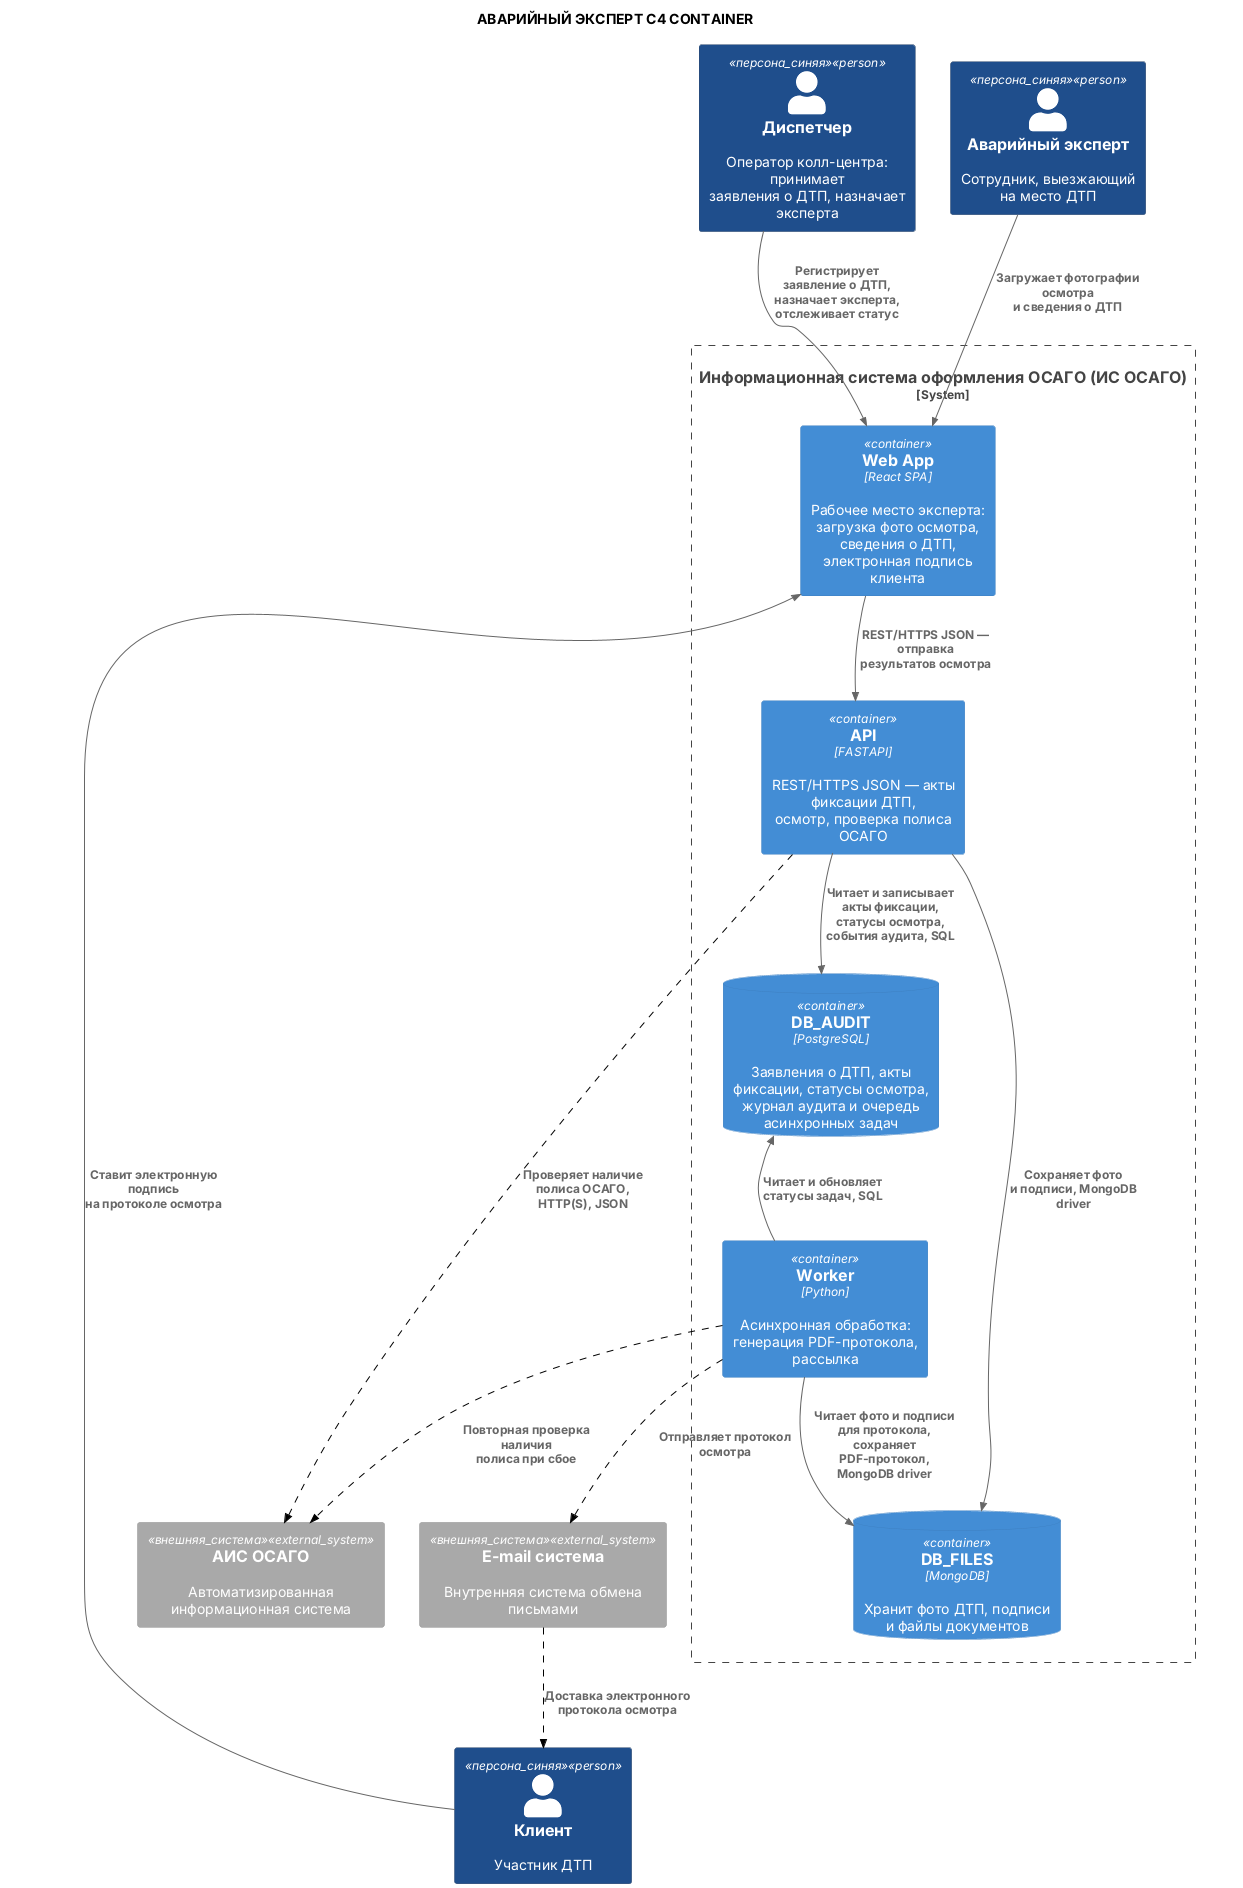 АВАРИЙНЫЙ ЭКСПЕРТ C4 CONTAINER
«персона_синяя»«person»
Диспетчер
Оператор колл-центра:
принимает
заявления о ДТП, назначает
эксперта
«персона_синяя»«person»
Аварийный эксперт
Сотрудник, выезжающий
на место ДТП
Регистрирует
заявление о ДТП,
назначает эксперта,
отслеживает статус
Загружает фотографии
осмотра
и сведения о ДТП
Информационная система оформления ОСАГО (ИС ОСАГО)
[System]
«container»
Web App
[React SPA]
Рабочее место эксперта:
загрузка фото осмотра,
сведения о ДТП,
электронная подпись
клиента
REST/HTTPS JSON —
отправка
результатов осмотра
«container»
API
[FASTAPI]
REST/HTTPS JSON — акты
фиксации ДТП,
осмотр, проверка полиса
ОСАГО
Читает и записывает
акты фиксации,
статусы осмотра,
события аудита, SQL
«container»
DB_AUDIT
[PostgreSQL]
Заявления о ДТП, акты
фиксации, статусы осмотра,
журнал аудита и очередь
асинхронных задач
Ставит электронную
подпись
на протоколе осмотра
Проверяет наличие
полиса ОСАГО,
HTTP(S), JSON
Читает и обновляет
статусы задач, SQL
Сохраняет фото
и подписи, MongoDB
driver
«container»
Worker
[Python]
Асинхронная обработка:
генерация PDF-протокола,
рассылка
Повторная проверка
наличия
полиса при сбое
Отправляет протокол
осмотра
Читает фото и подписи
для протокола,
сохраняет
PDF-протокол,
MongoDB driver
«внешняя_система»«external_system»
АИС ОСАГО
Автоматизированная
информационная система
«внешняя_система»«external_system»
E-mail система
Внутренняя система обмена
письмами
«container»
DB_FILES
[MongoDB]
Хранит фото ДТП, подписи
и файлы документов
Доставка электронного
протокола осмотра
«персона_синяя»«person»
Клиент
Участник ДТП